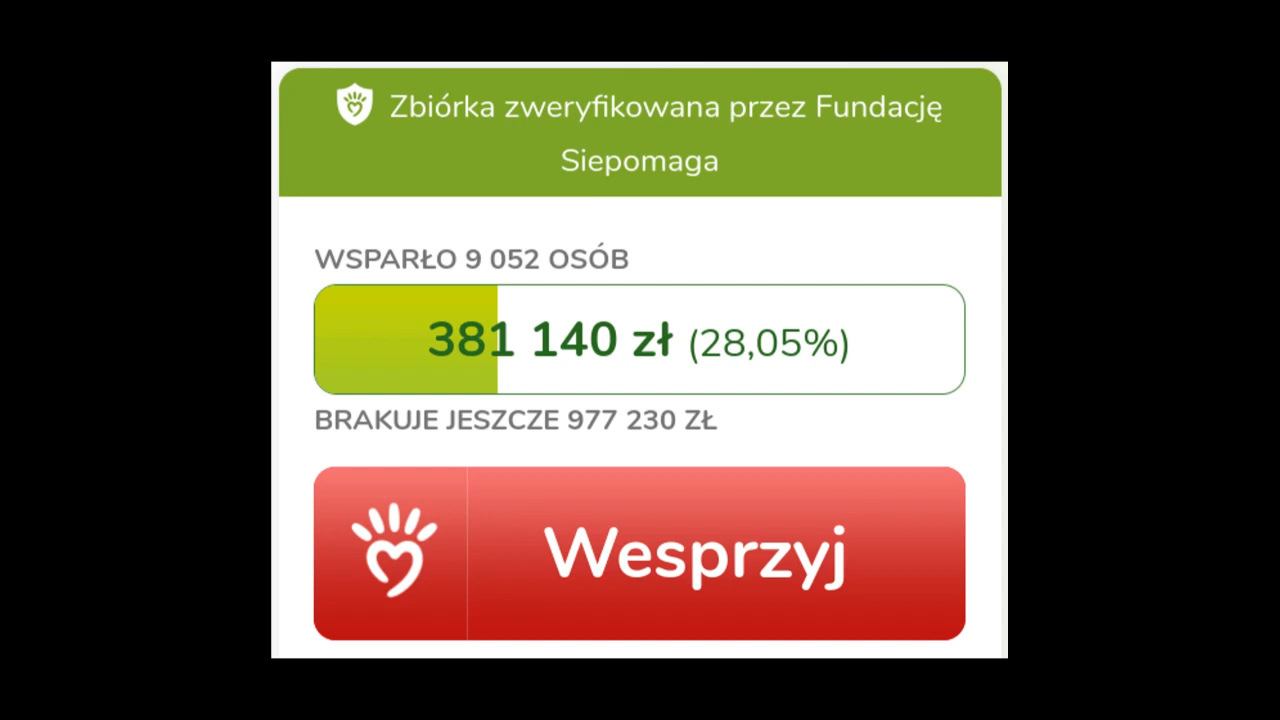 Zbiórka zweryfikowana przez Fundację
Siepomaga
WSPARŁO 9 052 OSÓB
381 140 zł (28,05%)
BRAKUJE JESZCZE 977 230 ZŁ
Wesprzyj